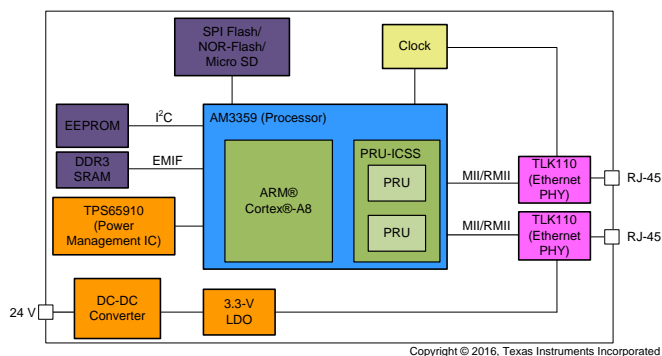 SPI Flash/
NOR-Flash/
Micro SD
Clock
EEPROM
I²C
AM3359 (Processor)
DDR3
SRAM
EMIF
ARM®
Cortex®-A8
PRU-ICSS
PRU
PRU
MII/RMII
TLK110
(Ethernet
PHY)
RJ-45
MII/RMII
TLK110
(Ethernet
PHY)
RJ-45
TPS65910
(Power
Management IC)
24 V
DC-DC
Converter
3.3-V
LDO
Copyright © 2016, Texas Instruments Incorporated